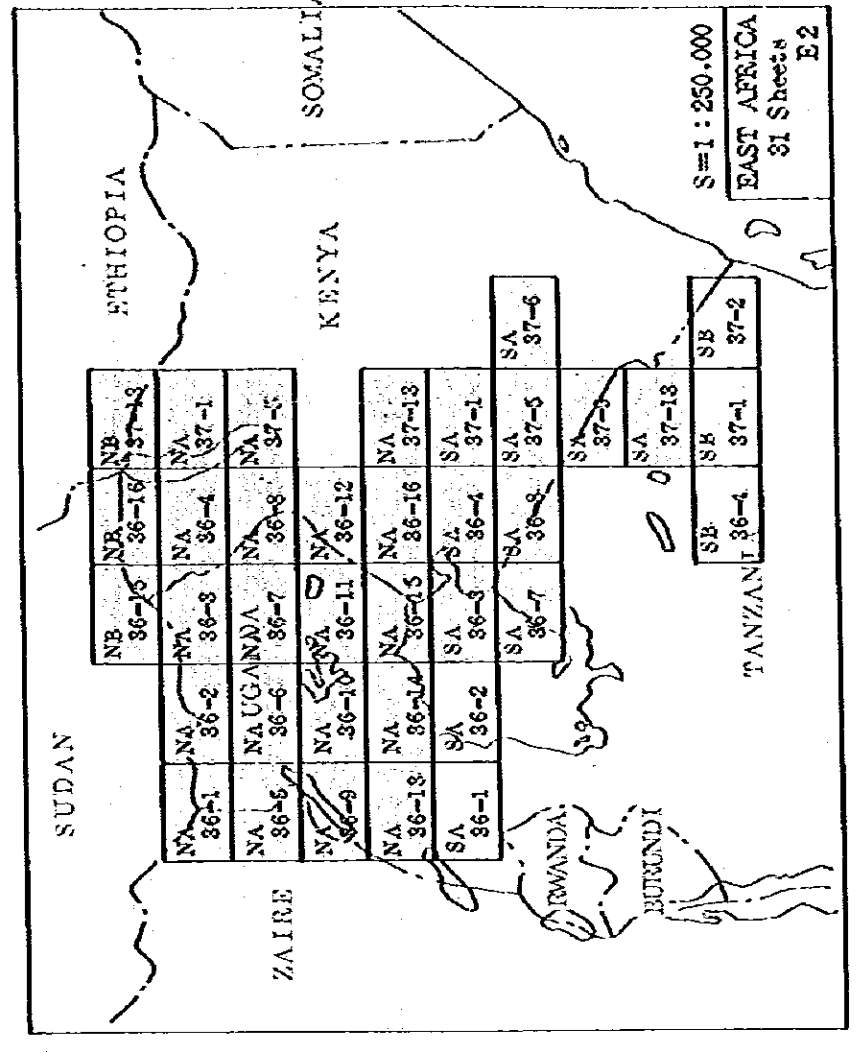 SUDAN
ETHIOPIA
SOMALIA
ZAIRE
UGANDA
KENYA
RWANDA
BURUNDI
TANZANIA
NB
36-15
NB
36-16
NB
37-13
NA
36-1
NA
36-2
NA
36-3
NA
36-4
NA
37-1
NA
36-5
NA
36-6
36-7
NA
36-8
NA
37-5
NA
36-9
NA
36-10
NA
36-11
NA
36-12
NA
36-13
NA
36-14
NA
36-15
NA
36-16
NA
37-13
SA
36-1
SA
36-2
SA
36-3
SA
36-4
SA
37-1
SA
36-7
SA
36-8
SA
37-5
SA
37-6
SA
37-9
SA
37-13
SB
36-4
SB
37-1
SB
37-2
S=1:250.000
EAST AFRICA
31 Sheets
E2